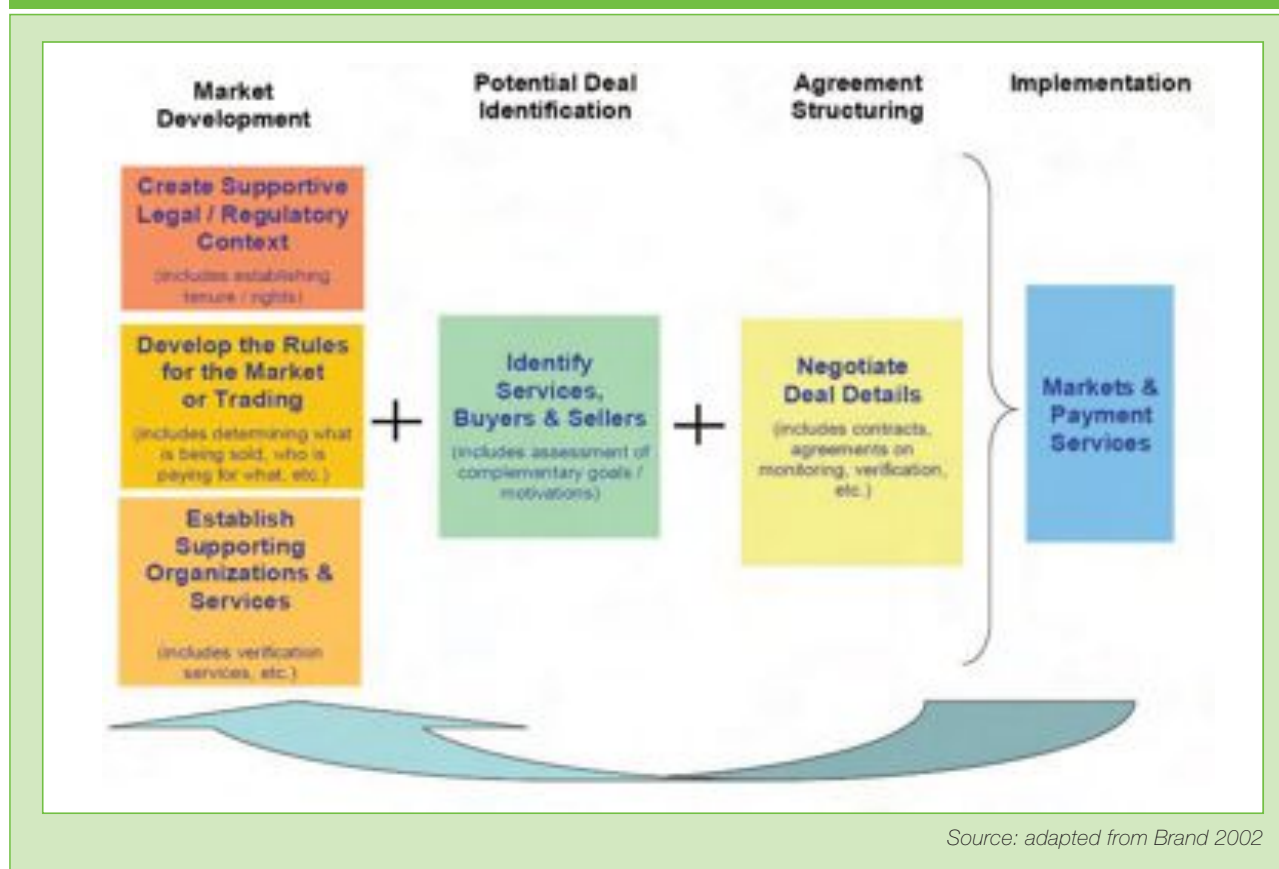 Market
Development
Potential Deal
Identification
Agreement
Structuring
Implementation
Create Supportive
Legal / Regulatory
Context
(includes establishing
tenure / rights)
Develop the Rules
for the Market
or Trading
(includes determining what
is being sold, who is
paying for what, etc.)
Establish
Supporting
Organizations &
Services
(includes verification
services, etc.)
+
Identify
Services,
Buyers & Sellers
(includes assessment of
complementary goals /
motivations)
+
Negotiate
Deal Details
(includes contracts,
agreements on
monitoring, verification,
etc.)
Markets &
Payment
Services
Source: adapted from Brand 2002